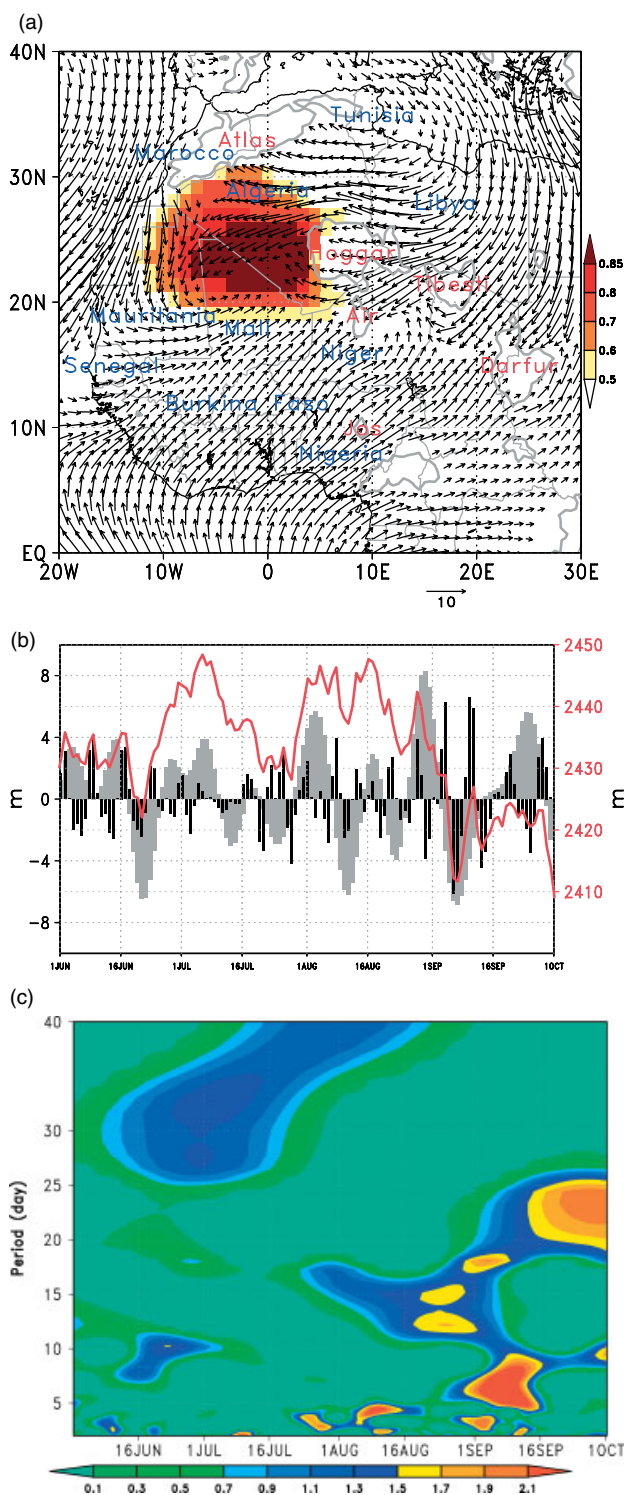 (a)
40N
Tunisia
Atlas
Marocco
30N
Algeria
Libya
Hoggar
0.85
0.8
0.7
0.6
0.5
Tibesti
20N
Mauritania
Air
Mali
Niger
Senegal
Darfur
Burkina Faso
10N
Jos
Nigeria
EQ
20W 10W 0 10E 20E 30E
10
(b)
8 2450
2440
4
2430
m 0 m
2420
-4
2410
-8
1JUN 16JUN 1JUL 16JUL 1AUG 16AUG 1SEP 16SEP 1OCT
(c)
40
30
Period (day)
25
20
15
10
5
16JUN 1JUL 16JUL 1AUG 16AUG 1SEP 16SEP 1OCT
0.1 0.3 0.5 0.7 0.9 1.1 1.3 1.5 1.7 1.9 2.1